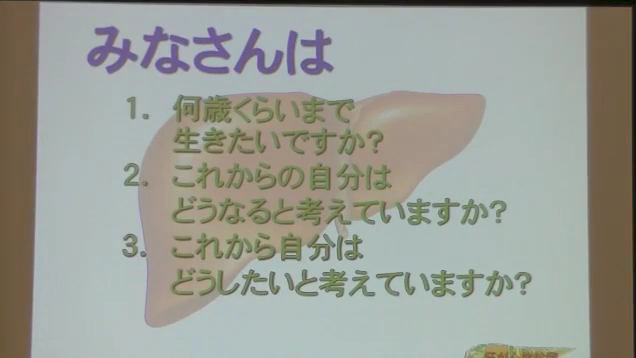 みなさんは
1. 何歳くらいまで
生きたいですか?
2. これからの自分は
どうなると考えていますか?
3. これから自分は
どうしたいと考えていますか?